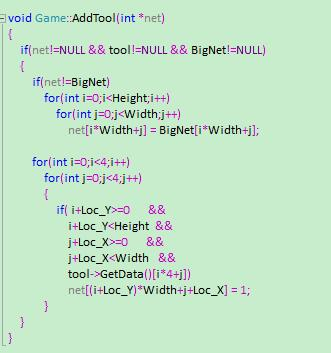 void Game::AddTool(int *net)
{
    if(net!=NULL && tool!=NULL && BigNet!=NULL)
    {
        if(net!=BigNet)
            for(int i=0;i<Height;i++)
                for(int j=0;j<Width;j++)
                    net[i*Width+j] = BigNet[i*Width+j];

        for(int i=0;i<4;i++)
            for(int j=0;j<4;j++)
            {
                if( i+Loc_Y>=0     &&
                    i+Loc_Y<Height  &&
                    j+Loc_X>=0     &&
                    j+Loc_X<Width   &&
                    tool->GetData()[i*4+j])
                    net[(i+Loc_Y)*Width+j+Loc_X] = 1;
            }
    }
}